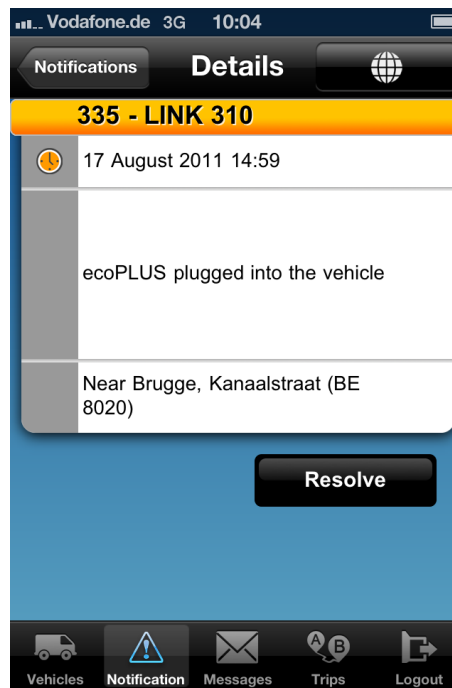 Vodafone.de 3G 10:04
Notifications Details
335 - LINK 310
17 August 2011 14:59
ecoPLUS plugged into the vehicle
Near Brugge, Kanaalstraat (BE
8020)
Resolve
A B
Vehicles Notification Messages Trips Logout